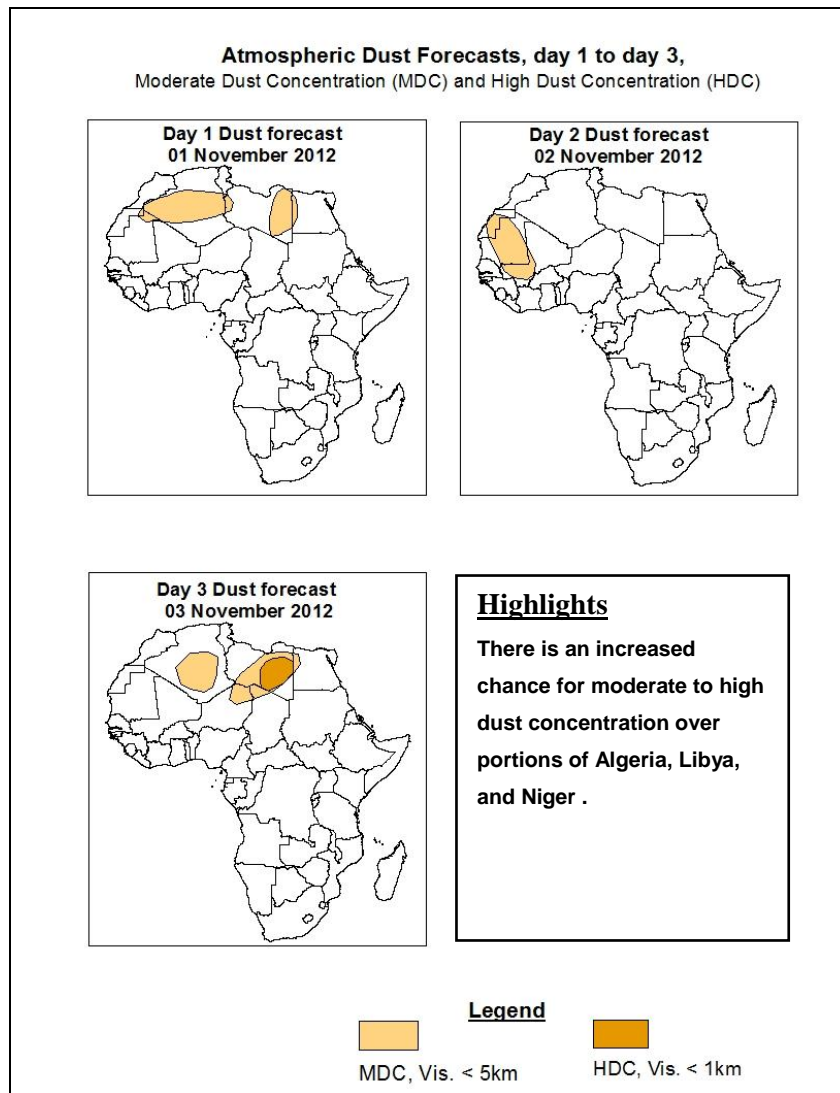 Atmospheric Dust Forecasts, day 1 to day 3,
Moderate Dust Concentration (MDC) and High Dust Concentration (HDC)
Day 1 Dust forecast
01 November 2012
Day 2 Dust forecast
02 November 2012
Day 3 Dust forecast
03 November 2012
Highlights
There is an increased
chance for moderate to high
dust concentration over
portions of Algeria, Libya,
and Niger .
Legend
MDC, Vis. < 5km
HDC, Vis. < 1km